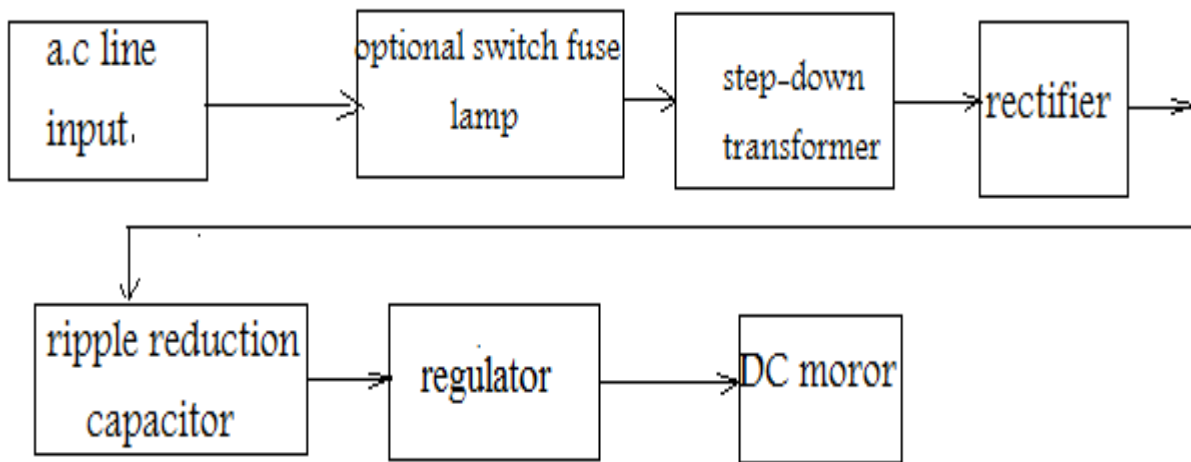 a.c line
input.
optional switch fuse
lamp
step-down
transformer
rectifier
ripple reduction
capacitor
regulator
DC moror